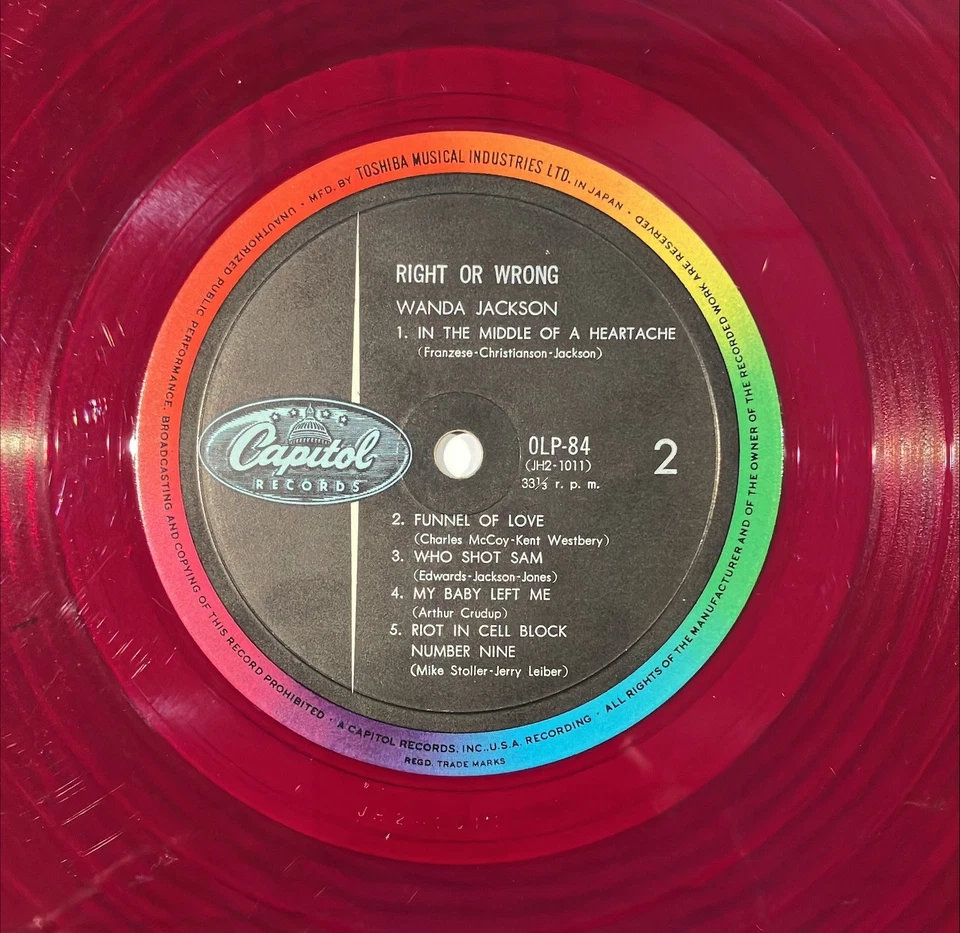 MFD. BY TOSHIBA MUSICAL INDUSTRIES LTD. IN JAPAN · ALL RIGHTS OF THE MANUFACTURER AND OF THE OWNER OF THE RECORDED WORK ARE RESERVED
UNAUTHORIZED PUBLIC PERFORMANCE, BROADCASTING AND COPYING OF THIS RECORD PROHIBITED · A CAPITOL RECORDS, INC., U.S.A. RECORDING ·
REGD. TRADE MARKS
RIGHT OR WRONG
WANDA JACKSON
1. IN THE MIDDLE OF A HEARTACHE
(Franzese-Christianson-Jackson)
Capitol
RECORDS
OLP-84
(JH2-1011)
33⅓ r. p. m.
2
2. FUNNEL OF LOVE
(Charles McCoy-Kent Westbery)
3. WHO SHOT SAM
(Edwards-Jackson-Jones)
4. MY BABY LEFT ME
(Arthur Crudup)
5. RIOT IN CELL BLOCK
NUMBER NINE
(Mike Stoller-Jerry Leiber)